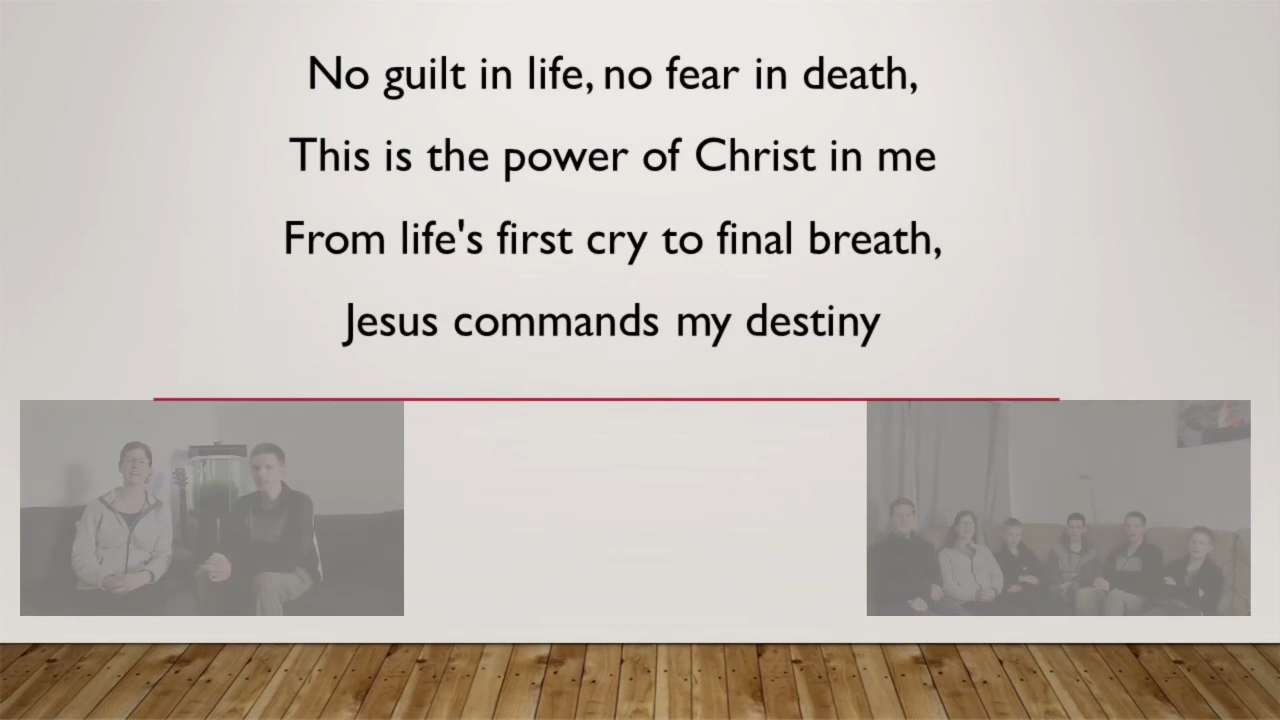 No guilt in life, no fear in death,
This is the power of Christ in me
From life's first cry to final breath,
Jesus commands my destiny